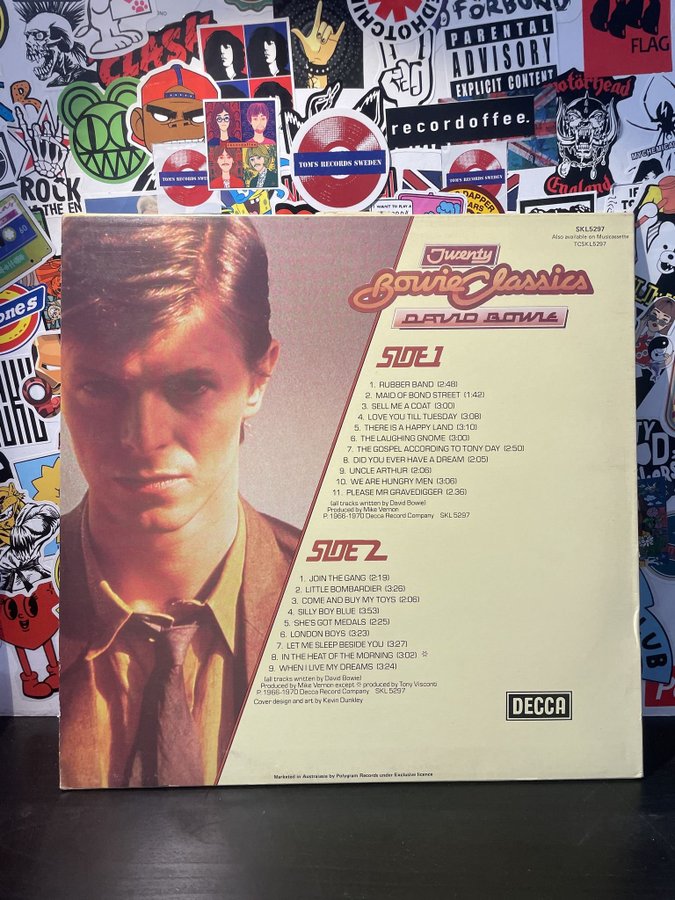 CLASH
FÖRBUND
PARENTAL
ADVISORY
EXPLICIT CONTENT
FLAG
Motörhead
England
recordoffee.
TOM'S RECORDS SWEDEN
TOM'S RECORDS SWEDEN
TOM'S RECORDS SWEDEN
ROCK
SKL5297
Also available on Musicassette
TCSKL5297
Twenty
Bowie Classics
DAVID BOWIE
SIDE 1
1. RUBBER BAND (2:48)
2. MAID OF BOND STREET (1:42)
3. SELL ME A COAT (3:00)
4. LOVE YOU TILL TUESDAY (3:08)
5. THERE IS A HAPPY LAND (3:10)
6. THE LAUGHING GNOME (3:00)
7. THE GOSPEL ACCORDING TO TONY DAY (2:50)
8. DID YOU EVER HAVE A DREAM (2:05)
9. UNCLE ARTHUR (2:06)
10. WE ARE HUNGRY MEN (3:06)
11. PLEASE MR GRAVEDIGGER (2.36)
(all tracks written by David Bowie)
Produced by Mike Vernon
P. 1966-1970 Decca Record Company SKL 5297
SIDE 2
1. JOIN THE GANG (2:19)
2. LITTLE BOMBARDIER (3:26)
3. COME AND BUY MY TOYS (2:06)
4. SILLY BOY BLUE (3:53)
5. SHE'S GOT MEDALS (2:25)
6. LONDON BOYS (3:23)
7. LET ME SLEEP BESIDE YOU (3:27)
8. IN THE HEAT OF THE MORNING (3:02) ☼
9. WHEN I LIVE MY DREAMS (3:24)
(all tracks written by David Bowie)
Produced by Mike Vernon except ☼ produced by Tony Visconti
P. 1966-1970 Decca Record Company SKL 5297
Cover design and art by Kevin Dunkley
DECCA
Marketed in Australasia by Polygram Records under Exclusive licence